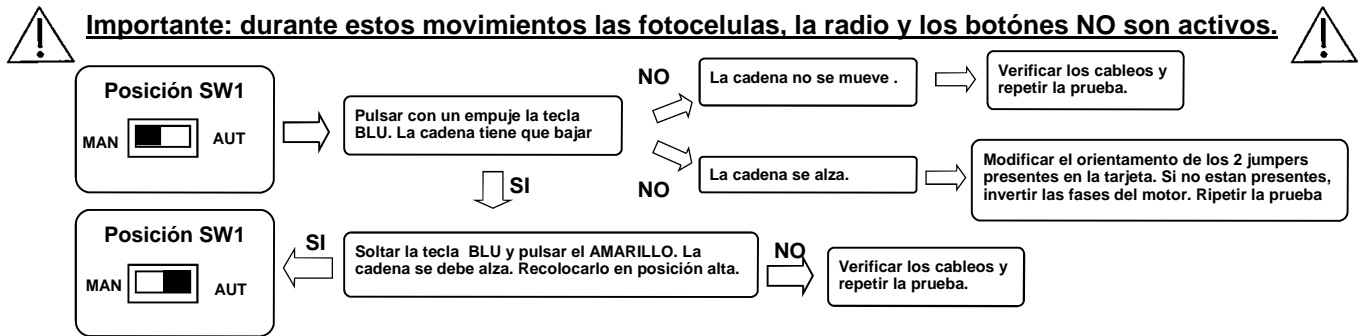 Importante: durante estos movimientos las fotocelulas, la radio y los botónes NO son activos.
Posición SW1
MAN
AUT
Pulsar con un empuje la tecla
BLU. La cadena tiene que bajar
NO
La cadena no se mueve .
Verificar los cableos y
repetir la prueba.
NO
La cadena se alza.
Modificar el orientamento de los 2 jumpers
presentes en la tarjeta. Si no estan presentes,
invertir las fases del motor. Ripetir la prueba
SI
Soltar la tecla  BLU y pulsar el AMARILLO. La
cadena se debe alza. Recolocarlo en posición alta.
NO
Verificar los cableos y
repetir la prueba.
SI
Posición SW1
MAN
AUT